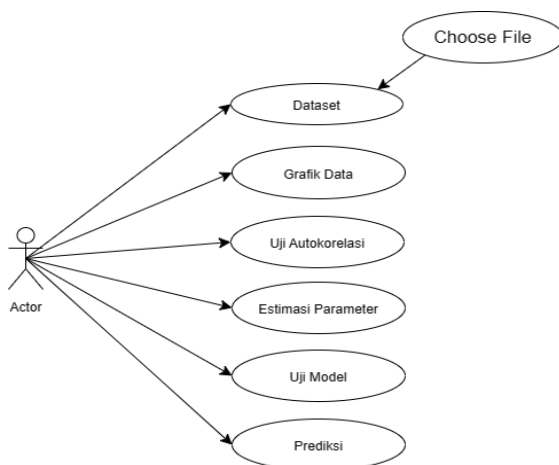 Choose File
Dataset
Grafik Data
Uji Autokorelasi
Actor
Estimasi Parameter
Uji Model
Prediksi